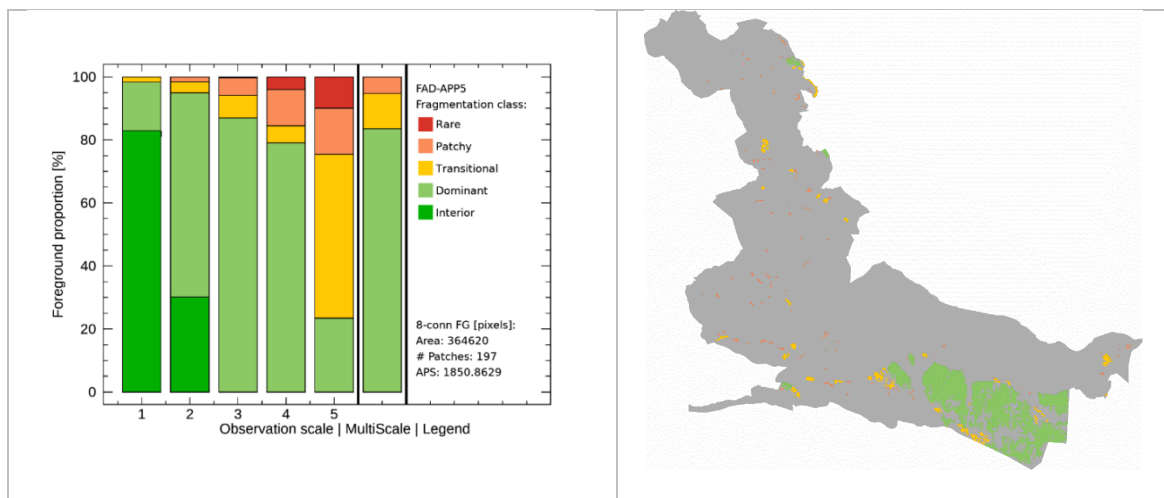 100
80
60
40
20
0
Foreground proportion [%]
FAD-APP5
Fragmentation class:
Rare
Patchy
Transitional
Dominant
Interior
8-conn FG [pixels]:
Area: 364620
# Patches: 197
APS: 1850.8629
1 2 3 4 5
Observation scale | MultiScale | Legend